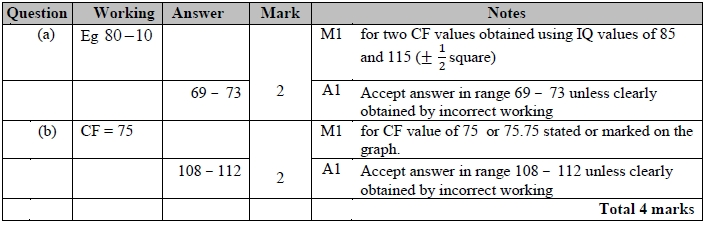 Question Working Answer Mark Notes
(a) Eg 80–10 M1 for two CF values obtained using IQ values of 85
and 115 (± 1/2 square)
69 – 73 2 A1 Accept answer in range 69 – 73 unless clearly
obtained by incorrect working
(b) CF = 75 M1 for CF value of 75 or 75.75 stated or marked on the
graph.
108 – 112 2 A1 Accept answer in range 108 – 112 unless clearly
obtained by incorrect working
Total 4 marks